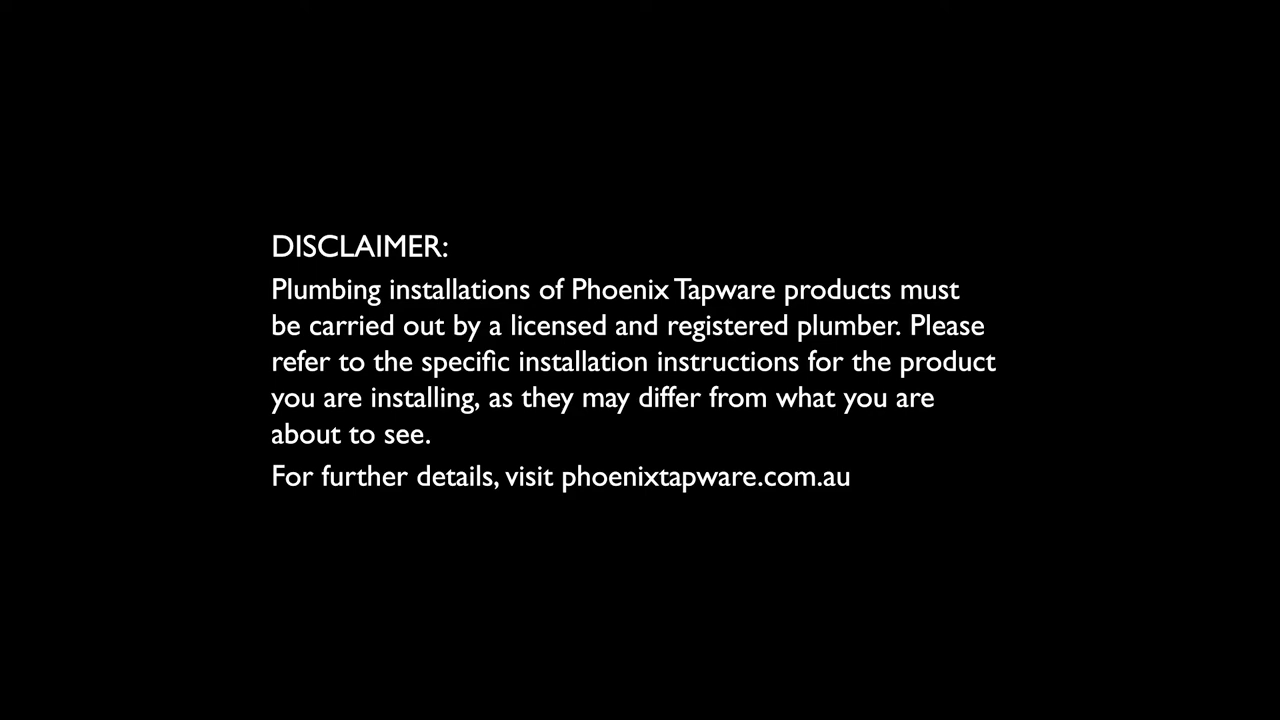 DISCLAIMER:
Plumbing installations of Phoenix Tapware products must
be carried out by a licensed and registered plumber. Please
refer to the specific installation instructions for the product
you are installing, as they may differ from what you are
about to see.
For further details, visit phoenixtapware.com.au